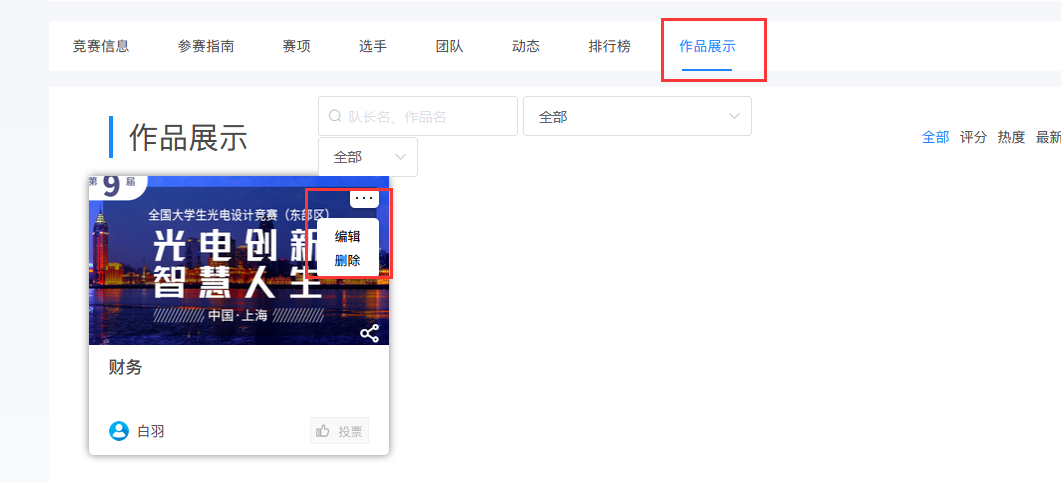 竞赛信息 参赛指南 赛项 选手 团队 动态 排行榜 作品展示
作品展示
队长名、作品名
全部
全部 评分 热度 最新
全部
第9届
···
全国大学生光电设计竞赛（东部区）
光电创新
智慧人生
编辑
删除
中国·上海
财务
白羽
投票